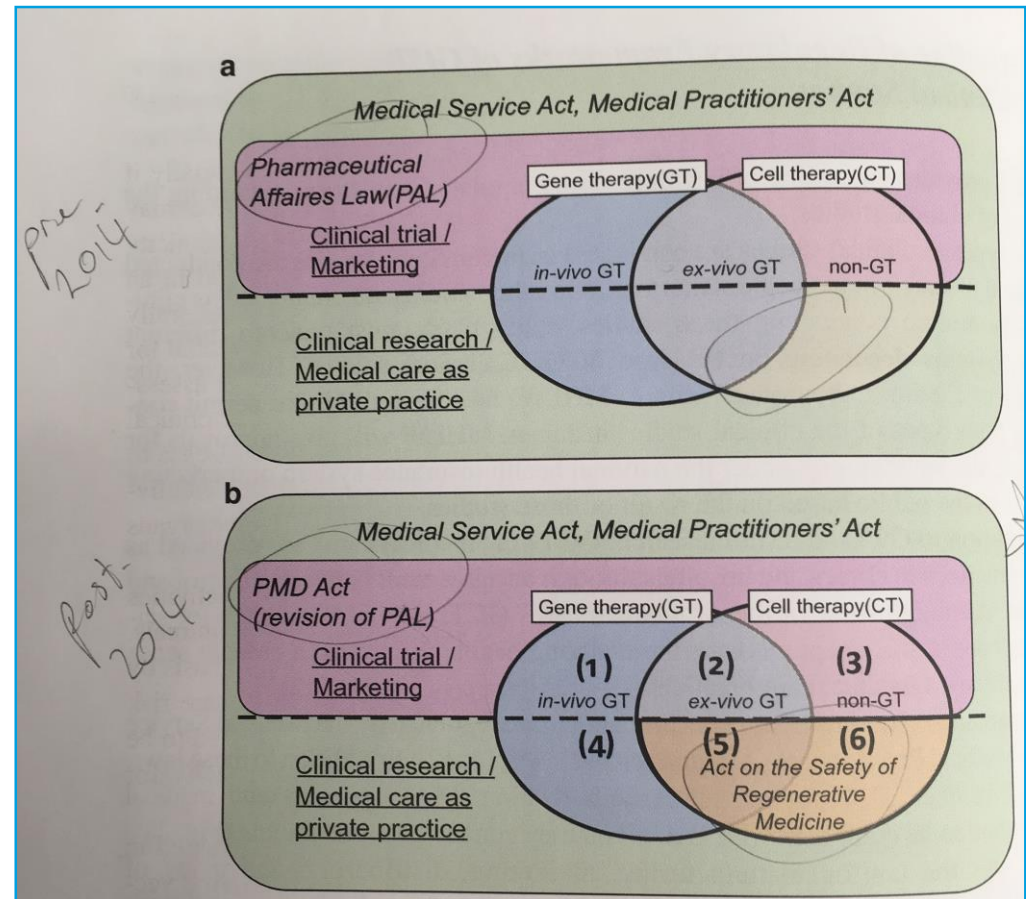 a
Medical Service Act, Medical Practitioners' Act
Pharmaceutical
Affaires Law(PAL)
Gene therapy(GT)
Cell therapy(CT)
Clinical trial /
Marketing
in-vivo GT
ex-vivo GT
non-GT
pre-
2014
Clinical research /
Medical care as
private practice
b
Medical Service Act, Medical Practitioners' Act
PMD Act
(revision of PAL)
Gene therapy(GT)
Cell therapy(CT)
Clinical trial /
Marketing
(1)
(2)
(3)
in-vivo GT
ex-vivo GT
non-GT
post-
2014-
(4)
(5)
(6)
Clinical research /
Medical care as
private practice
Act on the Safety of
Regenerative
Medicine